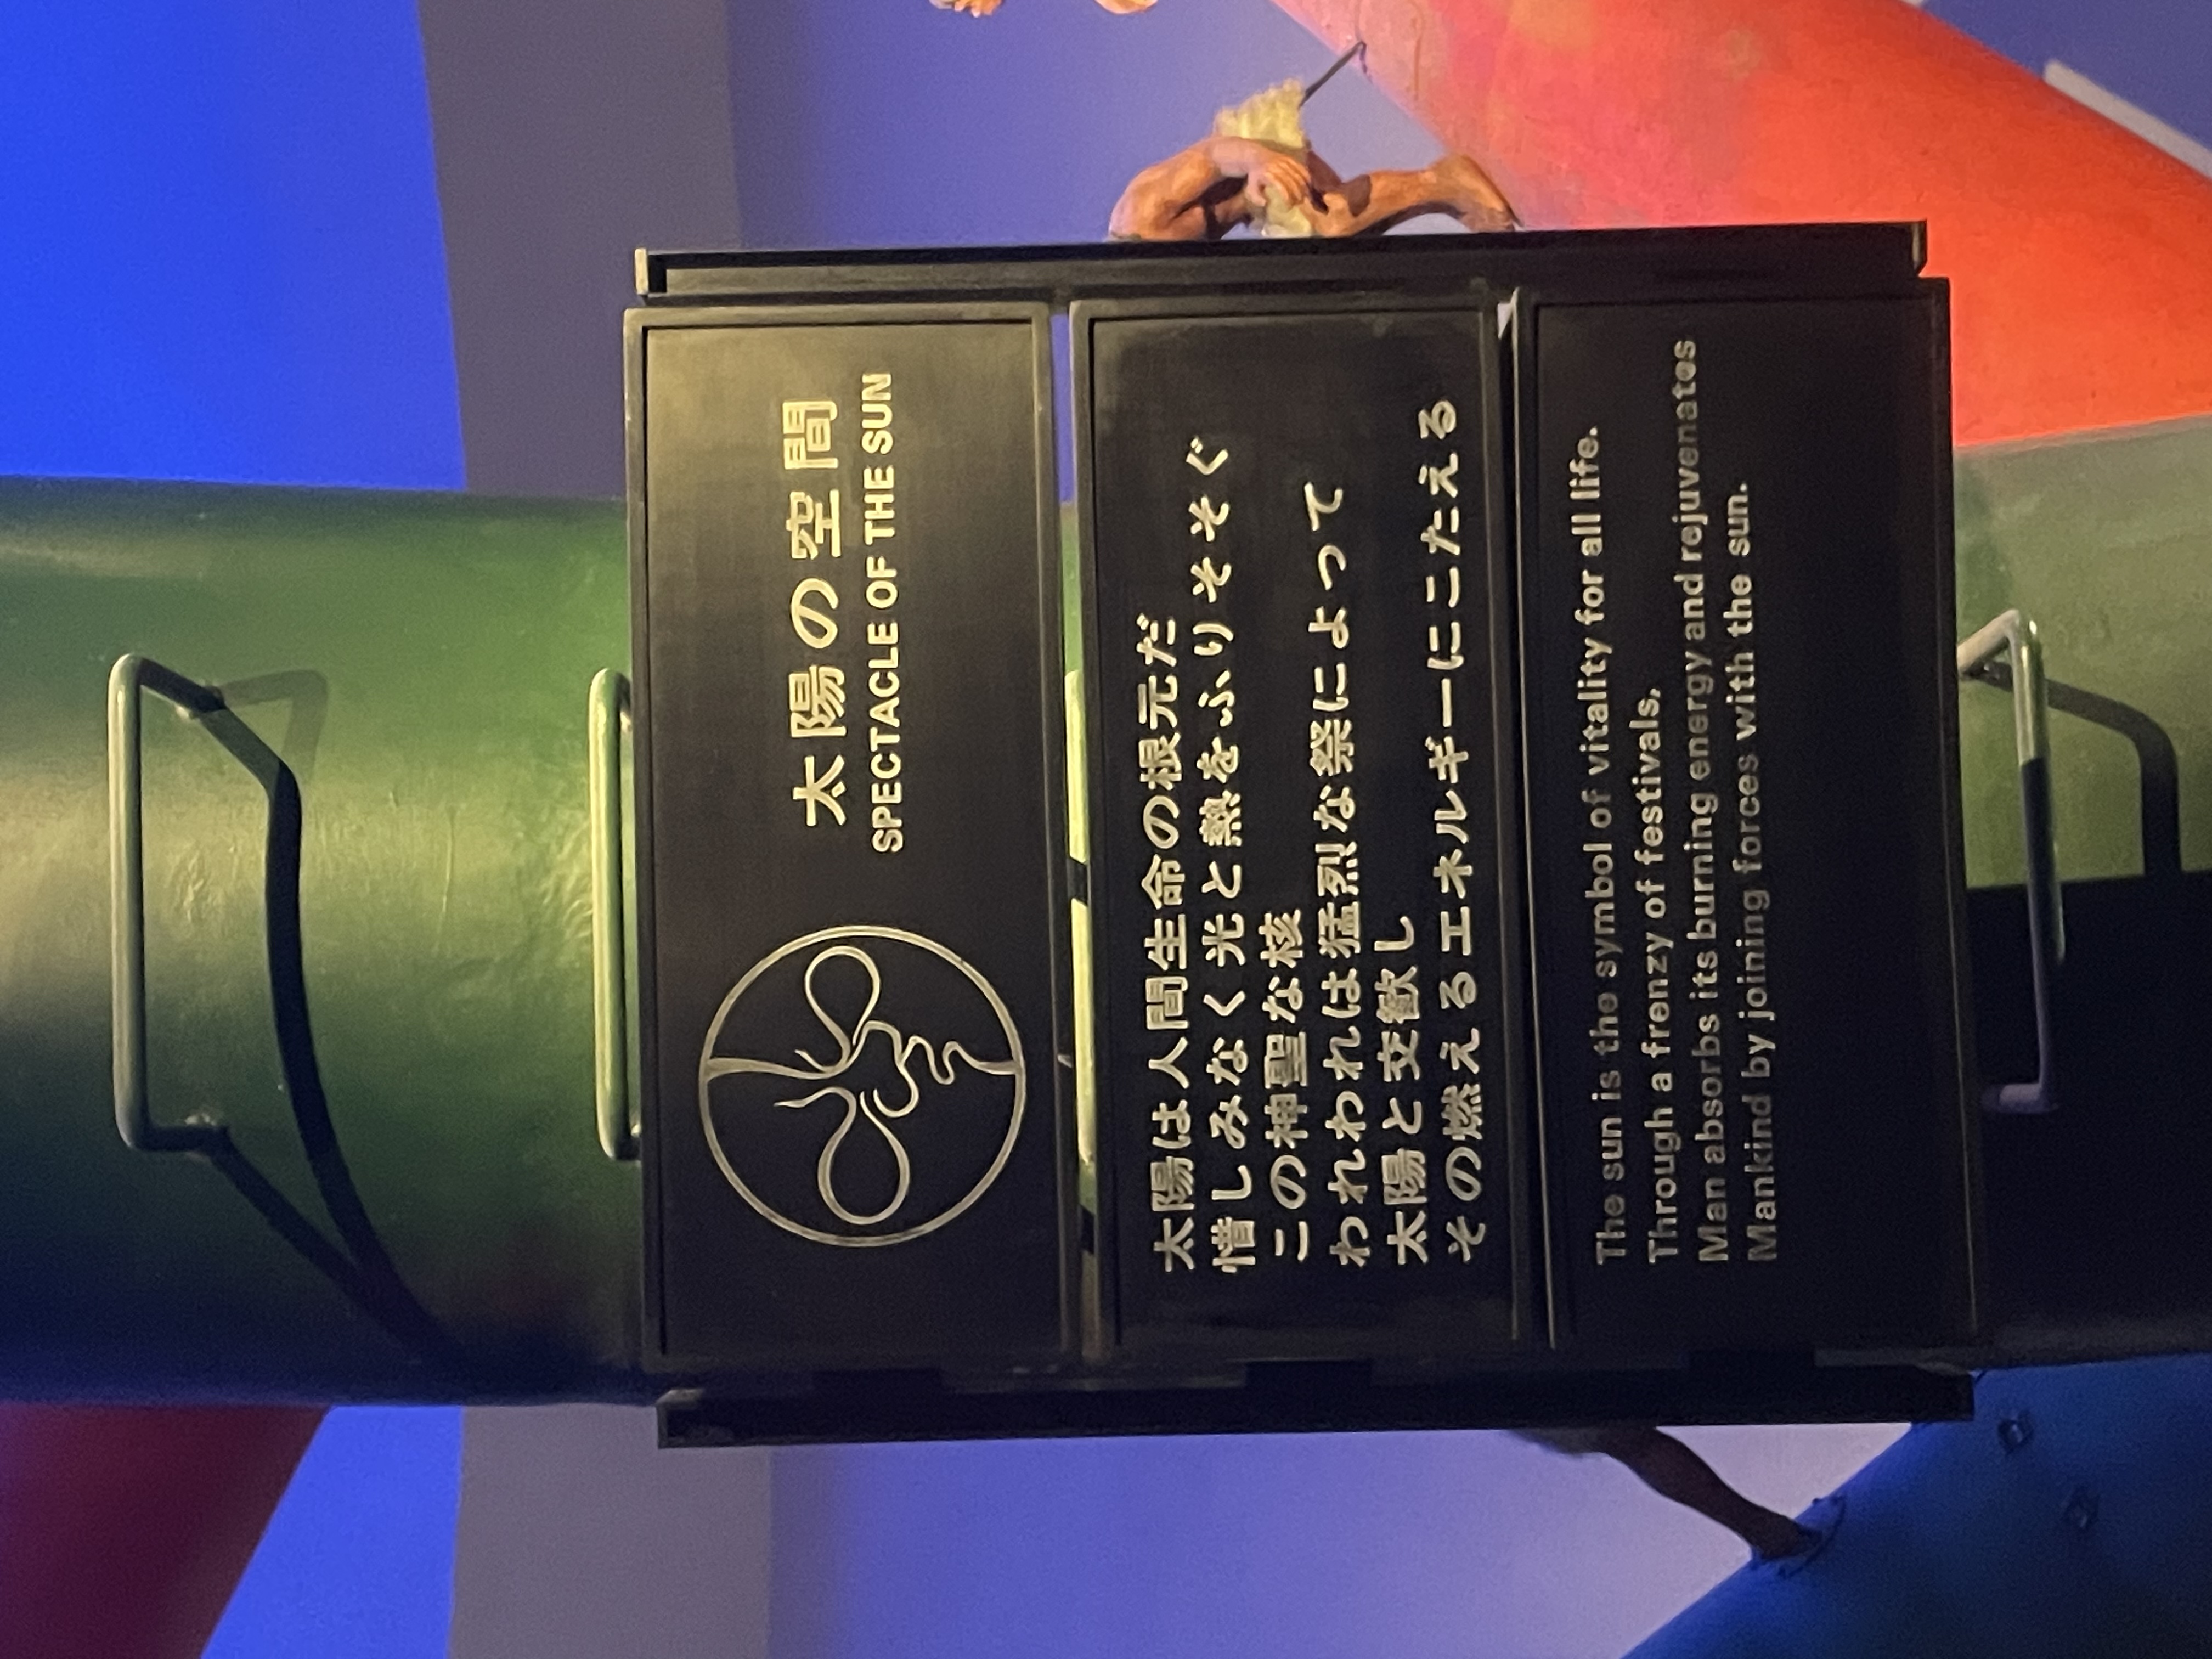 太陽の空間
SPECTACLE OF THE SUN
太陽は人間生命の根元だ
惜しみなく光と熱をふりそそぐ
この神聖な核
われわれは猛烈な祭によって
太陽と交歓し
その燃えるエネルギーにこたえる
The sun is the symbol of vitality for all life.
Through a frenzy of festivals,
Man absorbs its burning energy and rejuvenates
Mankind by joining forces with the sun.